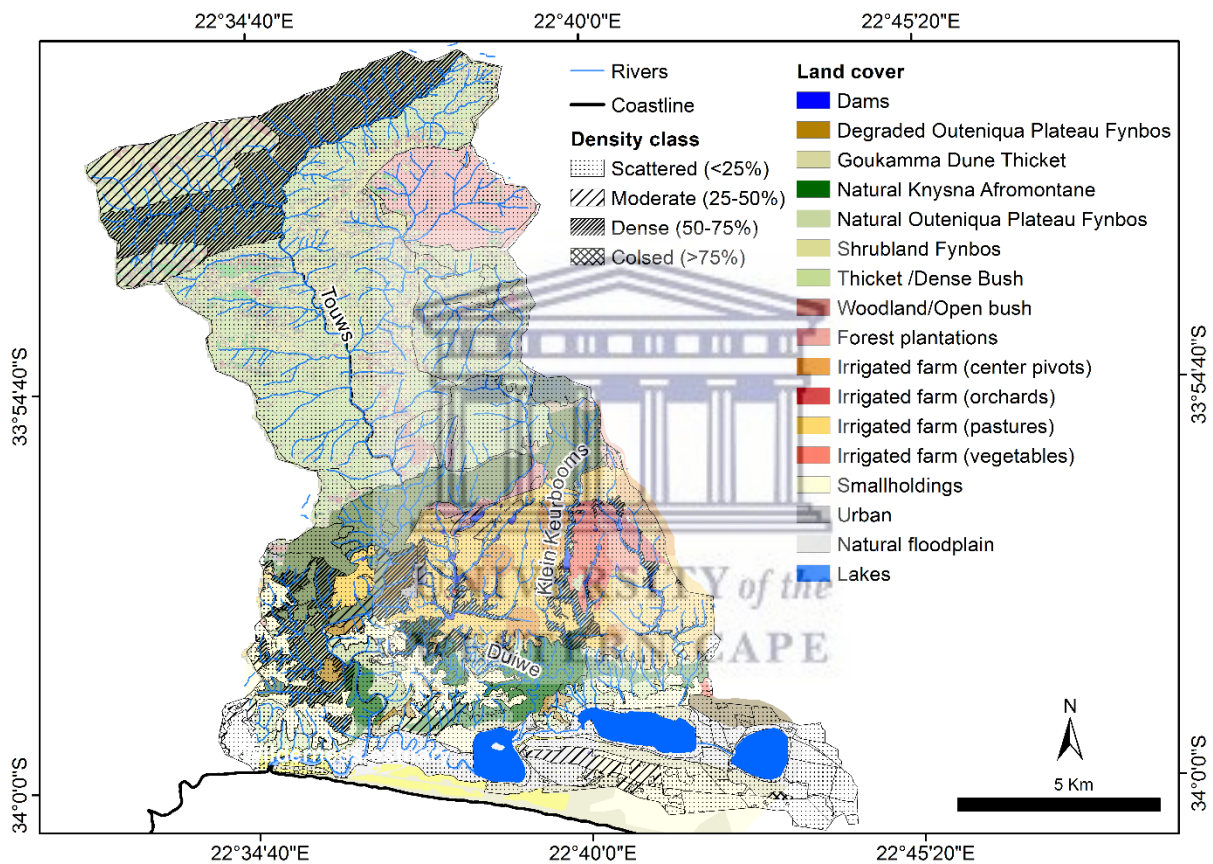 22°34'40"E 22°40'0"E 22°45'20"E
Rivers
Coastline
Density class
Scattered (<25%)
Moderate (25-50%)
Dense (50-75%)
Colsed (>75%)
Land cover
Dams
Degraded Outeniqua Plateau Fynbos
Goukamma Dune Thicket
Natural Knysna Afromontane
Natural Outeniqua Plateau Fynbos
Shrubland Fynbos
Thicket /Dense Bush
Woodland/Open bush
Forest plantations
Irrigated farm (center pivots)
Irrigated farm (orchards)
Irrigated farm (pastures)
Irrigated farm (vegetables)
Smallholdings
Urban
Natural floodplain
Lakes
Touws
Klein Keurbooms
Duiwe
33°54'40"S
33°54'40"S
34°0'0"S
34°0'0"S
UNIVERSITY of the
WESTERN CAPE
N
5 Km
22°34'40"E 22°40'0"E 22°45'20"E